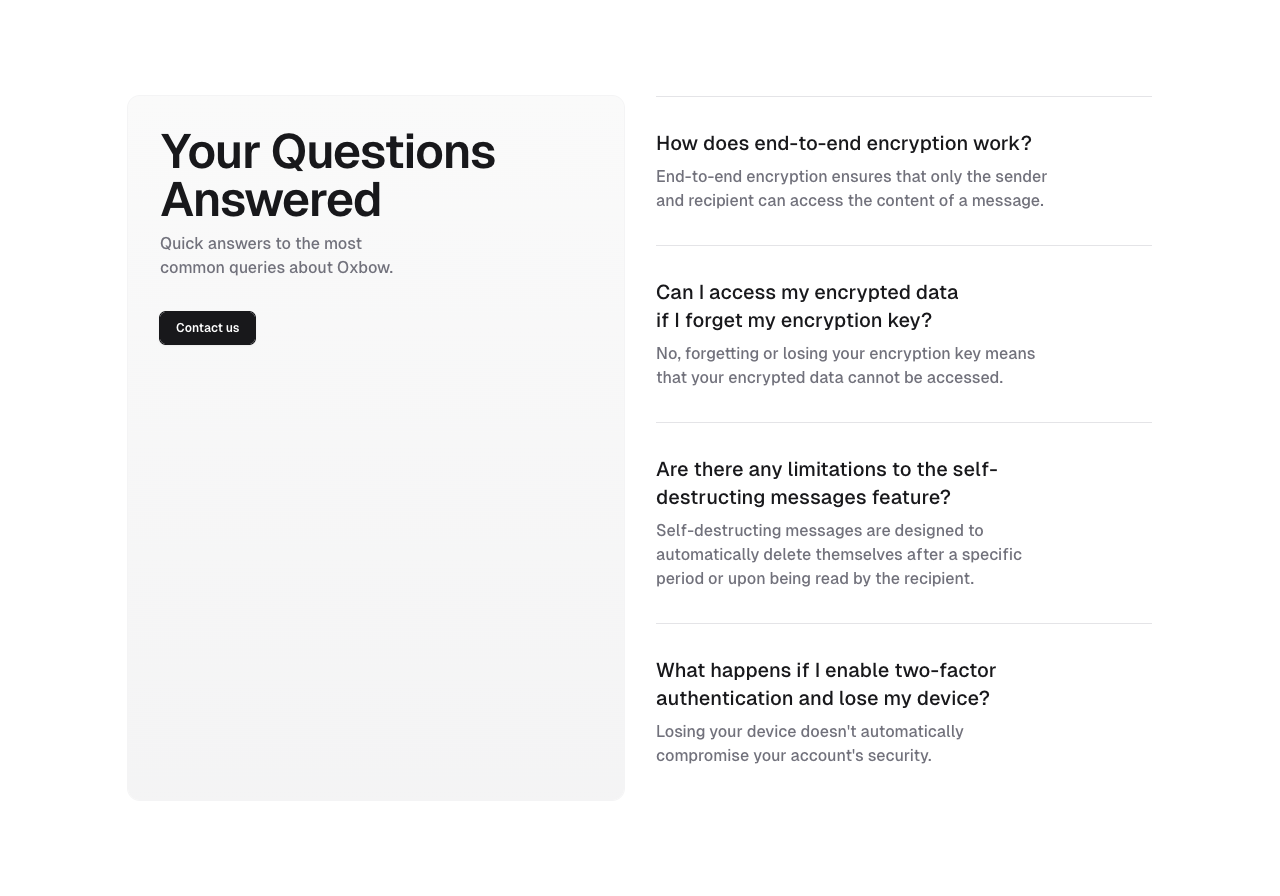 Your Questions
Answered
Quick answers to the most
common queries about Oxbow.
Contact us
How does end-to-end encryption work?
End-to-end encryption ensures that only the sender
and recipient can access the content of a message.
Can I access my encrypted data
if I forget my encryption key?
No, forgetting or losing your encryption key means
that your encrypted data cannot be accessed.
Are there any limitations to the self-
destructing messages feature?
Self-destructing messages are designed to
automatically delete themselves after a specific
period or upon being read by the recipient.
What happens if I enable two-factor
authentication and lose my device?
Losing your device doesn't automatically
compromise your account's security.